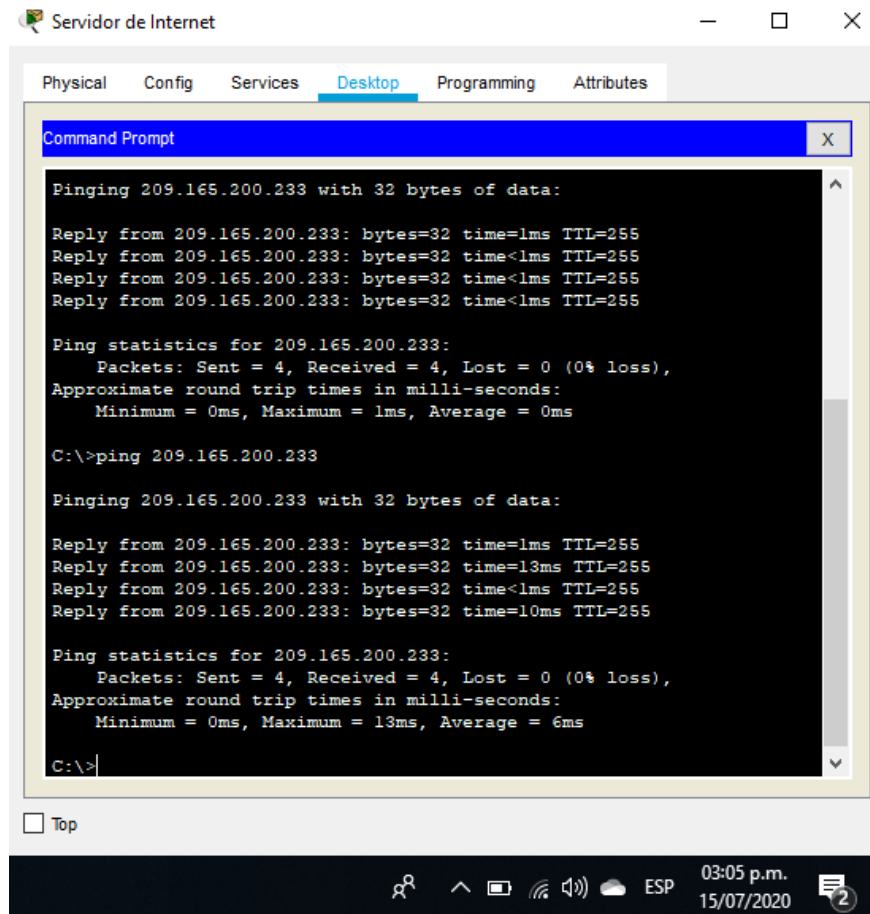 Servidor de Internet
Physical Config Services Desktop Programming Attributes
Command Prompt X
Pinging 209.165.200.233 with 32 bytes of data:
Reply from 209.165.200.233: bytes=32 time=1ms TTL=255
Reply from 209.165.200.233: bytes=32 time<1ms TTL=255
Reply from 209.165.200.233: bytes=32 time<1ms TTL=255
Reply from 209.165.200.233: bytes=32 time<1ms TTL=255
Ping statistics for 209.165.200.233:
Packets: Sent = 4, Received = 4, Lost = 0 (0% loss),
Approximate round trip times in milli-seconds:
Minimum = 0ms, Maximum = 1ms, Average = 0ms
C:\>ping 209.165.200.233
Pinging 209.165.200.233 with 32 bytes of data:
Reply from 209.165.200.233: bytes=32 time=1ms TTL=255
Reply from 209.165.200.233: bytes=32 time=13ms TTL=255
Reply from 209.165.200.233: bytes=32 time<1ms TTL=255
Reply from 209.165.200.233: bytes=32 time=10ms TTL=255
Ping statistics for 209.165.200.233:
Packets: Sent = 4, Received = 4, Lost = 0 (0% loss),
Approximate round trip times in milli-seconds:
Minimum = 0ms, Maximum = 13ms, Average = 6ms
C:\>
Top
ESP
03:05 p.m.
15/07/2020
2